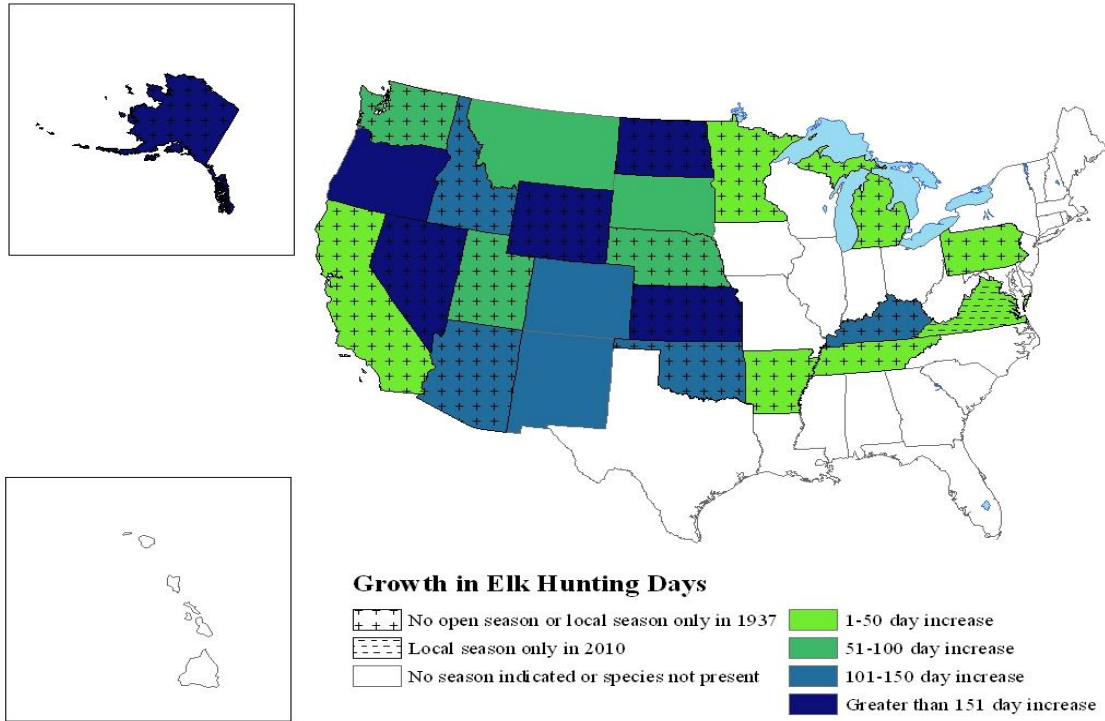 Growth in Elk Hunting Days
No open season or local season only in 1937
Local season only in 2010
No season indicated or species not present
1-50 day increase
51-100 day increase
101-150 day increase
Greater than 151 day increase